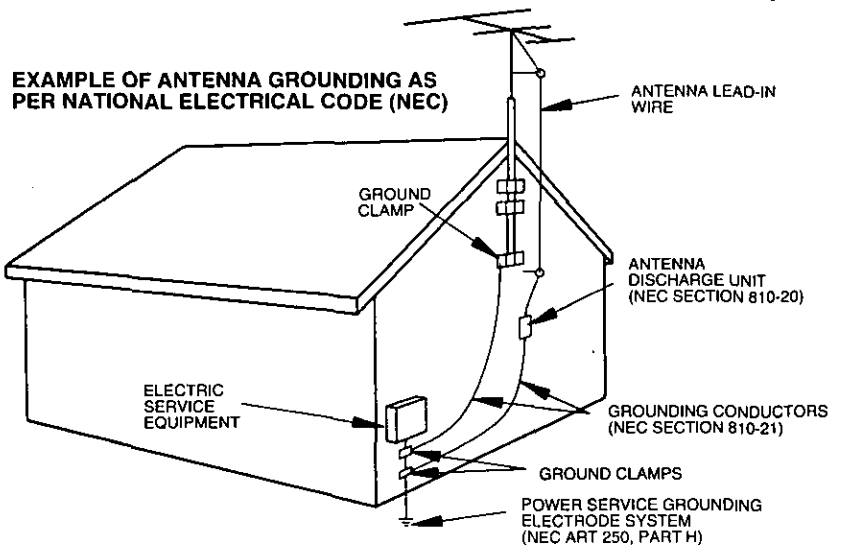 EXAMPLE OF ANTENNA GROUNDING AS
PER NATIONAL ELECTRICAL CODE (NEC)
ANTENNA LEAD-IN
WIRE
GROUND
CLAMP
ANTENNA
DISCHARGE UNIT
(NEC SECTION 810-20)
ELECTRIC
SERVICE
EQUIPMENT
GROUNDING CONDUCTORS
(NEC SECTION 810-21)
GROUND CLAMPS
POWER SERVICE GROUNDING
ELECTRODE SYSTEM
(NEC ART 250, PART H)